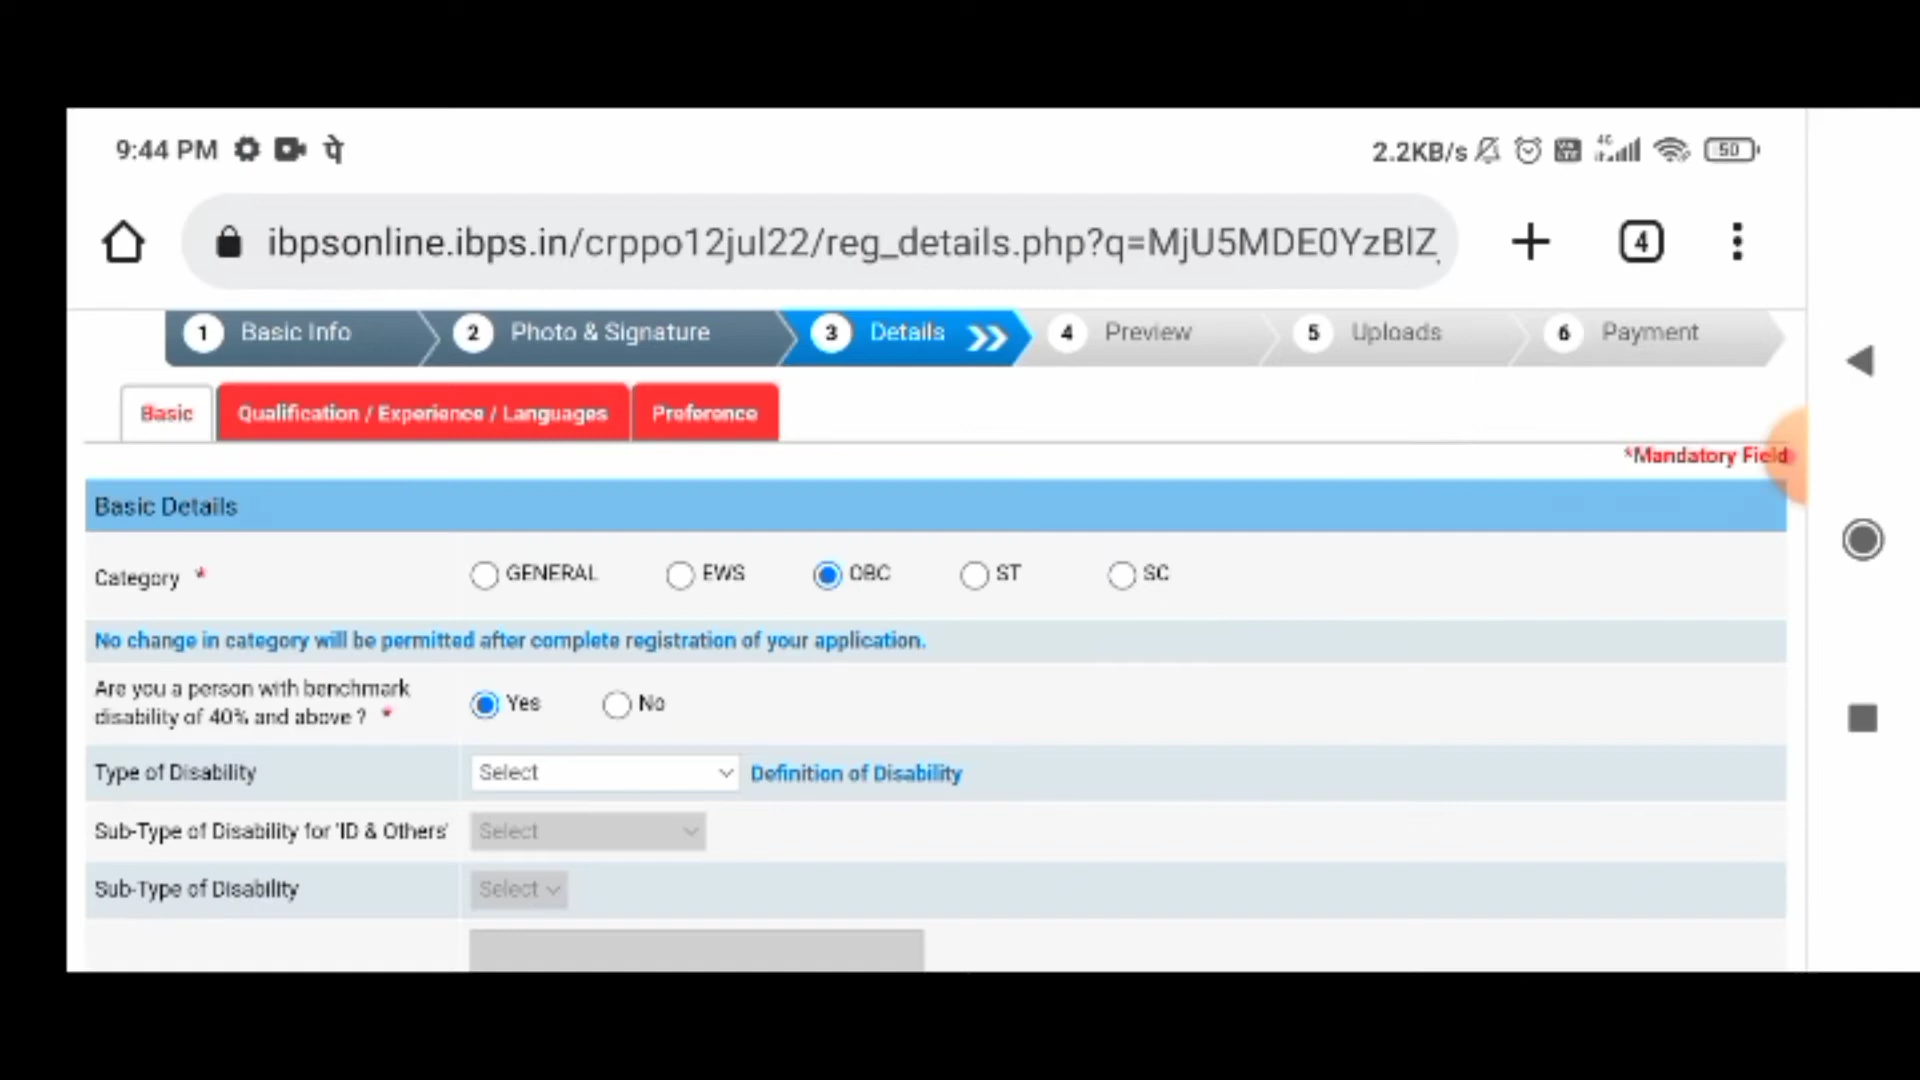 9:44 PM पे 2.2KB/s 4G 50
ibpsonline.ibps.in/crppo12jul22/reg_details.php?q=MjU5MDE0YzBlZ 4
1 Basic Info 2 Photo & Signature 3 Details 4 Preview 5 Uploads 6 Payment
Basic Qualification / Experience / Languages Preference
*Mandatory Field
Basic Details
Category * GENERAL EWS OBC ST SC
No change in category will be permitted after complete registration of your application.
Are you a person with benchmark
disability of 40% and above ? * Yes No
Type of Disability Select Definition of Disability
Sub-Type of Disability for 'ID & Others' Select
Sub-Type of Disability Select